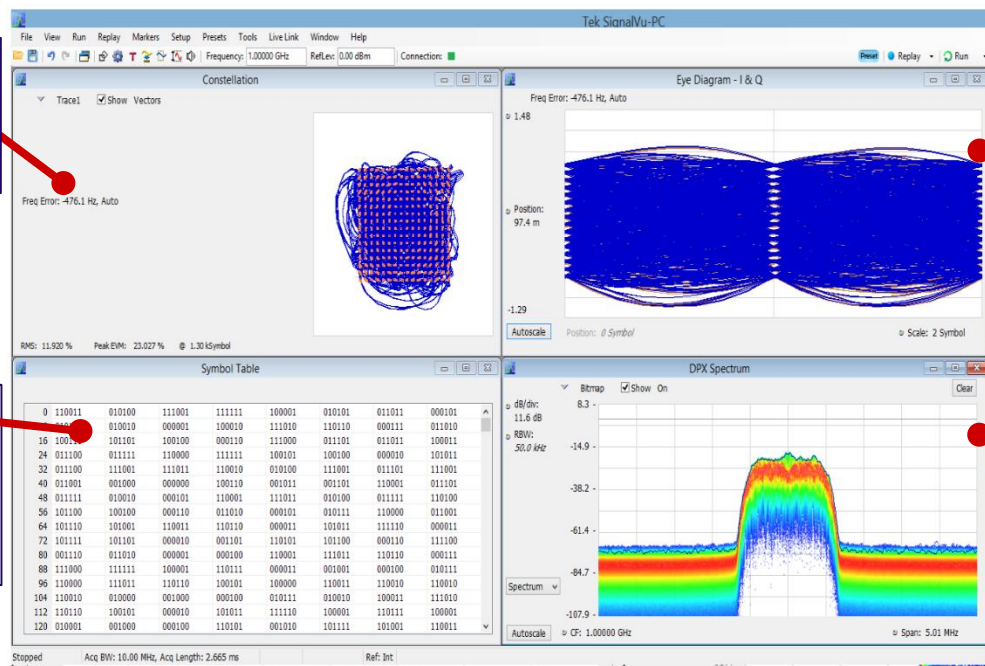 Tek SignalVu-PC
File View Run Replay Markers Setup Presets Tools Live Link Window Help
Frequency: 1.00000 GHz RefLev: 0.00 dBm Connection: Preset Replay Run
Constellation
Trace1 Show Vectors
Freq Error: -476.1 Hz, Auto
RMS: 11.920 % Peak EVM: 23.027 % @ 1.30 kSymbol
Eye Diagram - I & Q
Freq Error: -476.1 Hz, Auto
1.48
Position:
97.4 m
-1.29
Autoscale Position: 0 Symbol Scale: 2 Symbol
Symbol Table
0 110011 010100 111001 111111 100001 010101 011011 000101
010010 000001 100010 111010 110110 000111 011010
16 101101 100100 000110 111000 011101 011011 100011
24 011100 011111 110000 111111 100101 100100 000010 101011
32 011100 111001 111011 110010 010100 111001 011101 111001
40 011001 001000 000000 100110 001011 001101 110001 011101
48 011111 010010 000101 110001 111011 010100 011111 110100
56 101100 100100 000110 011010 000101 010111 110000 011001
64 101110 101001 110011 110110 000011 101011 111110 000011
72 101111 101101 000010 001101 110101 101100 000110 111100
80 001110 011010 000001 000100 110001 111011 110110 000111
88 111000 111111 100001 110111 000011 001001 000100 010111
96 110000 111011 110110 100101 100000 110011 110010 110010
104 110010 010000 001000 000100 010111 010010 100011 111010
112 110110 100101 000010 101011 111110 100001 110111 100001
120 010001 001000 000100 110101 001010 101111 101001 110011
DPX Spectrum
Bitmap Show On Clear
dB/div:
11.6 dB
RBW:
50.0 kHz
8.3
-14.9
-38.2
-61.4
-84.7
-107.9
Spectrum
Autoscale CF: 1.00000 GHz Span: 5.01 MHz
Stopped Acq BW: 10.00 MHz, Acq Length: 2.665 ms Ref: Int